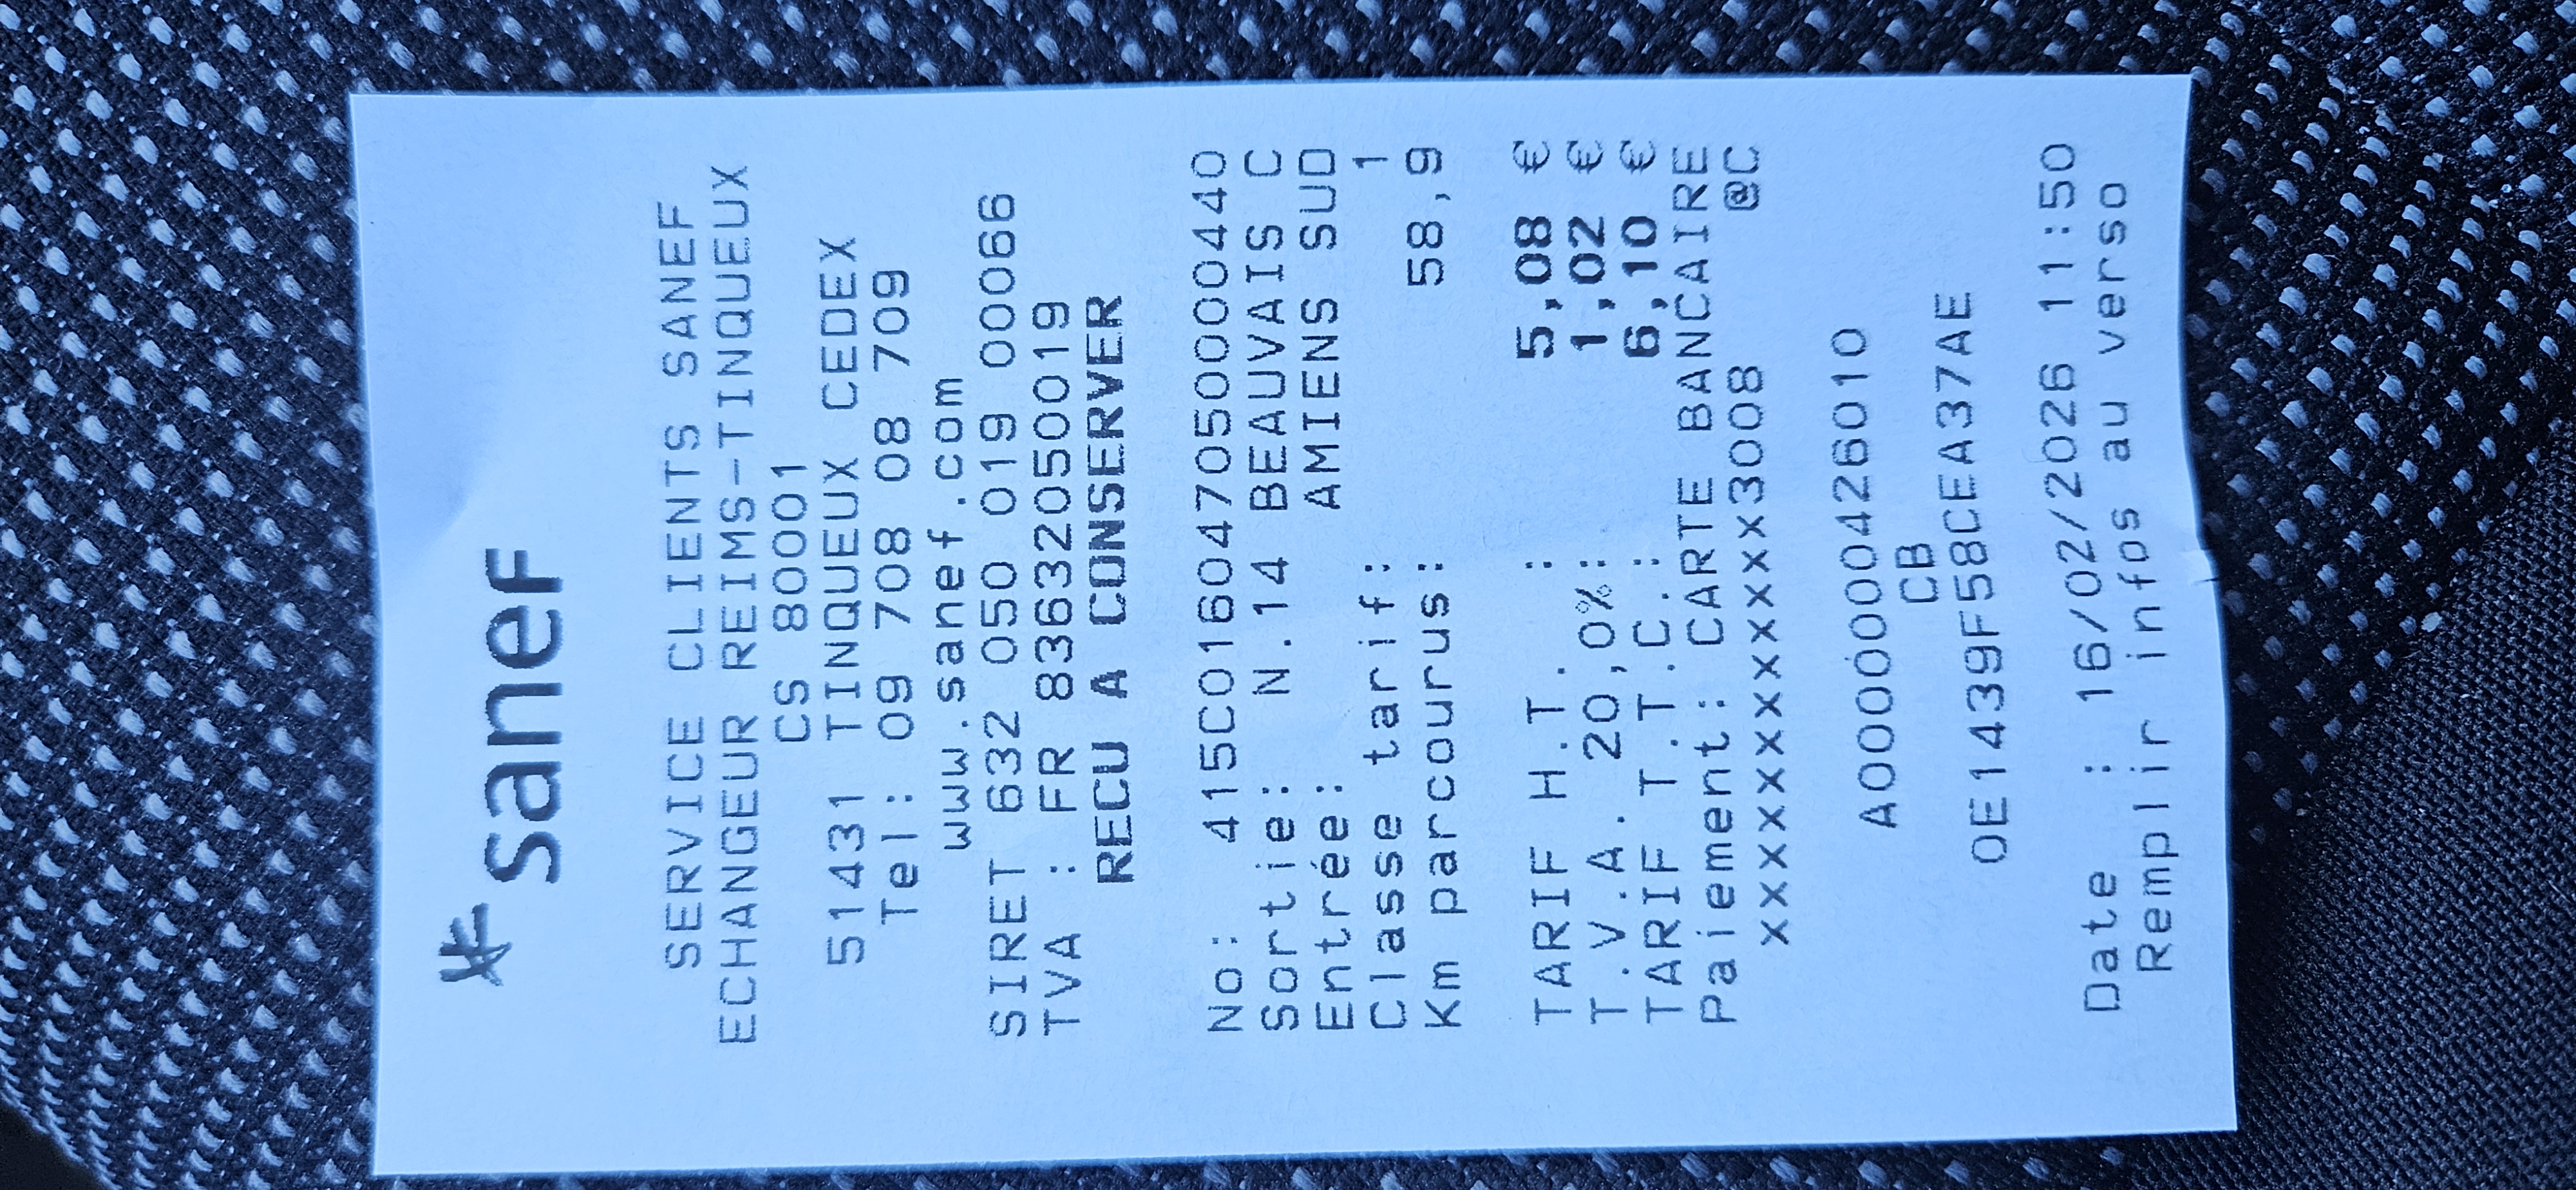 sanef
SERVICE CLIENTS SANEF
ECHANGEUR REIMS-TINQUEUX
CS 80001
51431 TINQUEUX CEDEX
Tel: 09 708 08 709
www.sanef.com
SIRET 632 050 019 00066
TVA : FR 83632050019
RECU A CONSERVER
No: 415C01604705000440
Sortie: N.14 BEAUVAIS C
Entrée: AMIENS SUD
Classe tarif: 1
Km parcourus: 58,9
TARIF H.T. : 5,08 €
T.V.A. 20,0%: 1,02 €
TARIF T.T.C.: 6,10 €
Paiement: CARTE BANCAIRE
xxxxxxxxxxxxxxx3008 @C
A0000000426010
CB
0E1439F58CEA37AE
Date : 16/02/2026 11:50
Remplir infos au verso